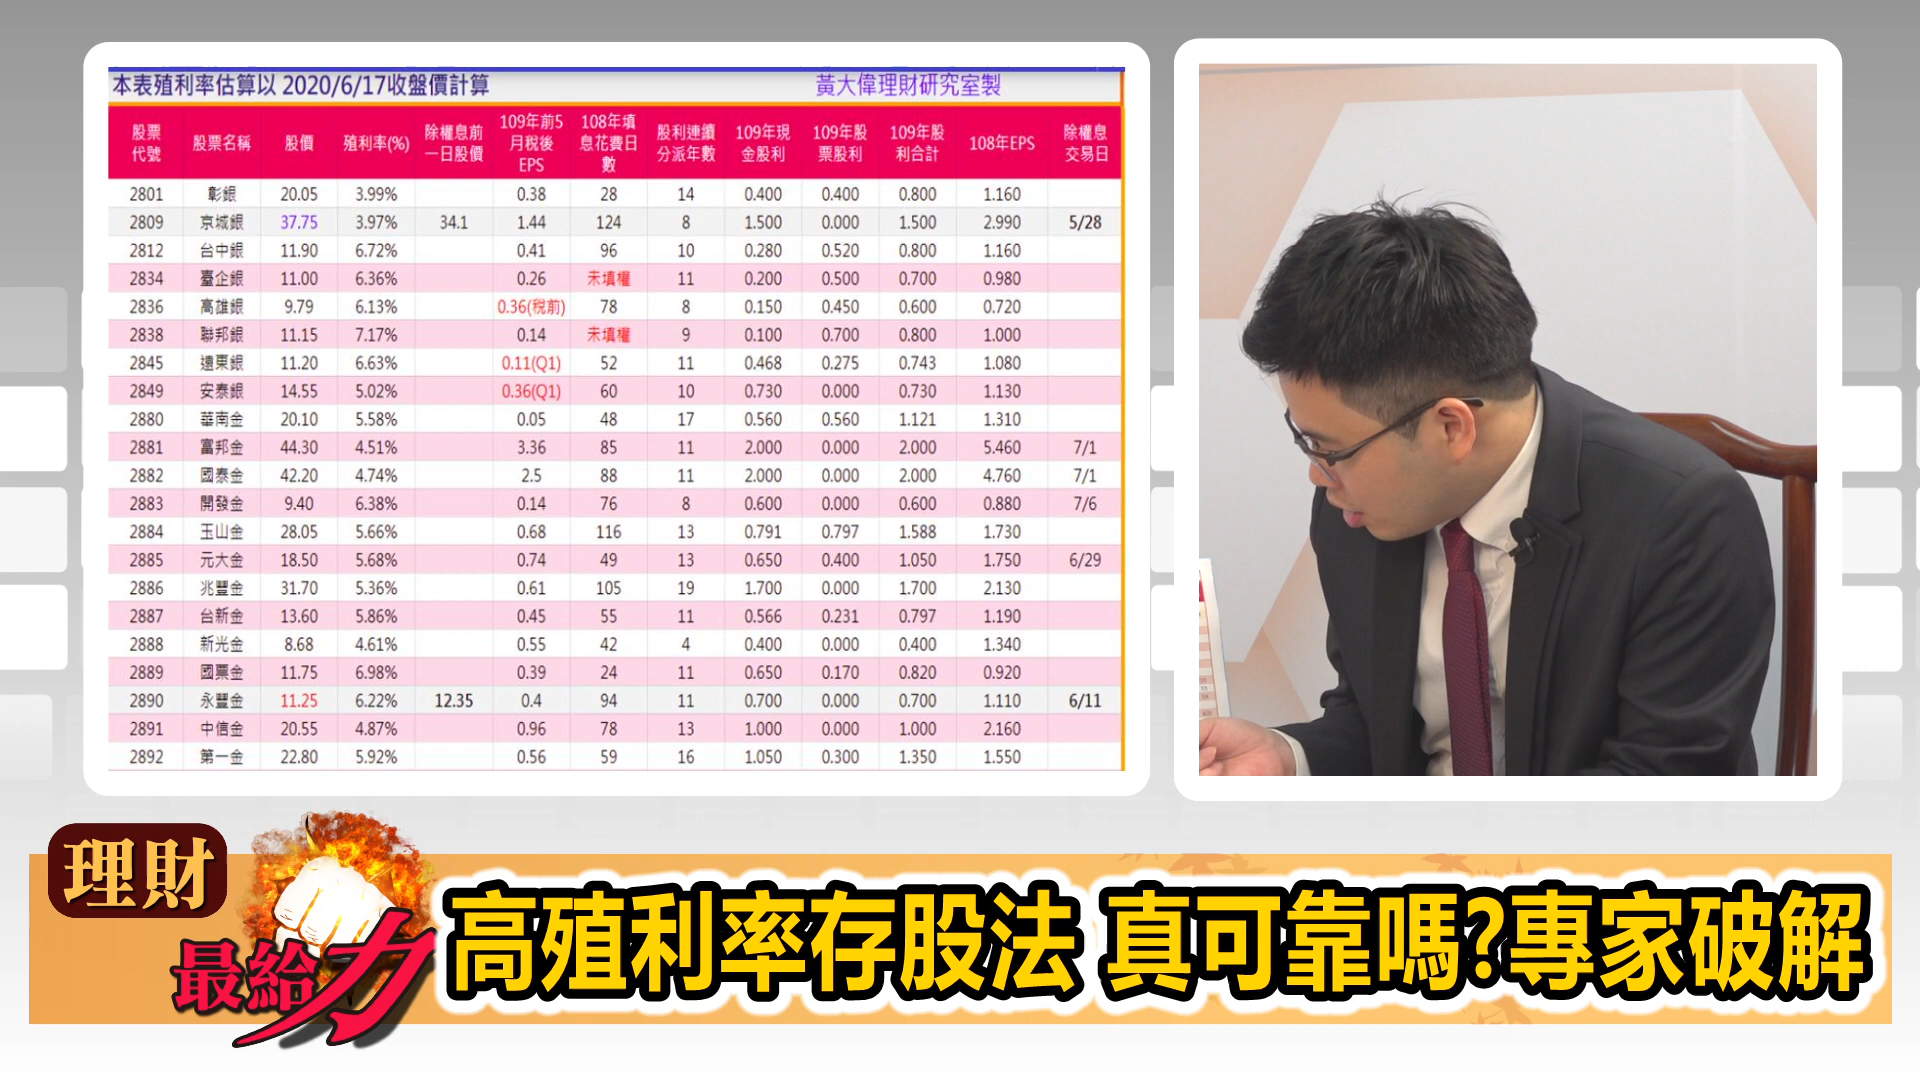 本表殖利率估算以 2020/6/17收盤價計算 黃大偉理財研究室製
股票代號 股票名稱 股價 殖利率(%) 除權息前一日股價 109年前5月稅後EPS 108年填息花費日數 股利連續分派年數 109年現金股利 109年股票股利 109年股利合計 108年EPS 除權息交易日
2801 彰銀 20.05 3.99% 0.38 28 14 0.400 0.400 0.800 1.160
2809 京城銀 37.75 3.97% 34.1 1.44 124 8 1.500 0.000 1.500 2.990 5/28
2812 台中銀 11.90 6.72% 0.41 96 10 0.280 0.520 0.800 1.160
2834 臺企銀 11.00 6.36% 0.26 未填權 11 0.200 0.500 0.700 0.980
2836 高雄銀 9.79 6.13% 0.36(稅前) 78 8 0.150 0.450 0.600 0.720
2838 聯邦銀 11.15 7.17% 0.14 未填權 9 0.100 0.700 0.800 1.000
2845 遠東銀 11.20 6.63% 0.11(Q1) 52 11 0.468 0.275 0.743 1.080
2849 安泰銀 14.55 5.02% 0.36(Q1) 60 10 0.730 0.000 0.730 1.130
2880 華南金 20.10 5.58% 0.05 48 17 0.560 0.560 1.121 1.310
2881 富邦金 44.30 4.51% 3.36 85 11 2.000 0.000 2.000 5.460 7/1
2882 國泰金 42.20 4.74% 2.5 88 11 2.000 0.000 2.000 4.760 7/1
2883 開發金 9.40 6.38% 0.14 76 8 0.600 0.000 0.600 0.880 7/6
2884 玉山金 28.05 5.66% 0.68 116 13 0.791 0.797 1.588 1.730
2885 元大金 18.50 5.68% 0.74 49 13 0.650 0.400 1.050 1.750 6/29
2886 兆豐金 31.70 5.36% 0.61 105 19 1.700 0.000 1.700 2.130
2887 台新金 13.60 5.86% 0.45 55 11 0.566 0.231 0.797 1.190
2888 新光金 8.68 4.61% 0.55 42 4 0.400 0.000 0.400 1.340
2889 國票金 11.75 6.98% 0.39 24 11 0.650 0.170 0.820 0.920
2890 永豐金 11.25 6.22% 12.35 0.4 94 11 0.700 0.000 0.700 1.110 6/11
2891 中信金 20.55 4.87% 0.96 78 13 1.000 0.000 1.000 2.160
2892 第一金 22.80 5.92% 0.56 59 16 1.050 0.300 1.350 1.550
理財
最給力
高殖利率存股法 真可靠嗎?專家破解